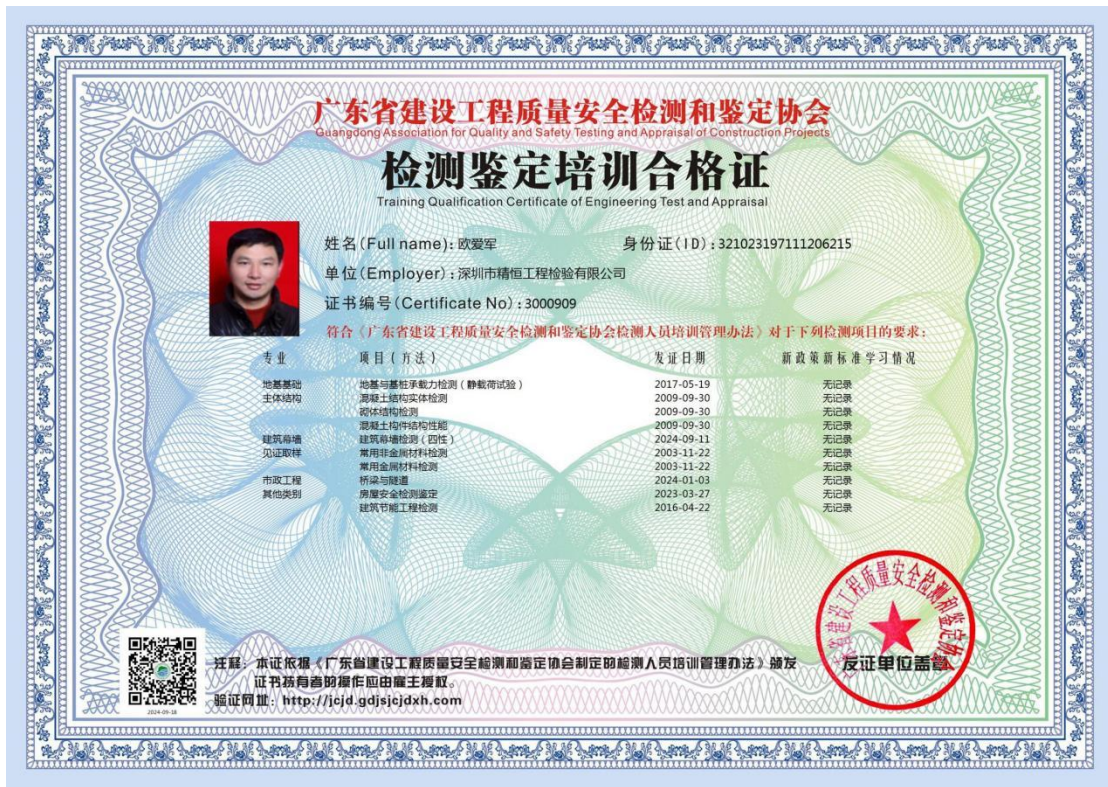 广东省建设工程质量安全检测和鉴定协会
Guangdong Association for Quality and Safety Testing and Appraisal of Construction Projects
检测鉴定培训合格证
Training Qualification Certificate of Engineering Test and Appraisal
姓名(Full name): 欧爱军 身份证(ID): 321023197111206215
单位(Employer): 深圳市精恒工程检验有限公司
证书编号(Certificate No): 3000909
符合《广东省建设工程质量安全检测和鉴定协会检测人员培训管理办法》对于下列检测项目的要求:
专业 项目(方法) 发证日期 新政策新标准学习情况
地基基础 地基与基桩承载力检测(静载荷试验) 2017-05-19 无记录
主体结构 混凝土结构实体检测 2009-09-30 无记录
砌体结构检测 2009-09-30 无记录
混凝土构件结构性能 2009-09-30 无记录
建筑幕墙 建筑幕墙检测(四性) 2024-09-11 无记录
见证取样 常用非金属材料检测 2003-11-22 无记录
常用金属材料检测 2003-11-22 无记录
市政工程 桥梁与隧道 2024-01-03 无记录
其他类别 房屋安全检测鉴定 2023-03-27 无记录
建筑节能工程检测 2016-04-22 无记录
广东省建设工程质量安全检测和鉴定协会
发证单位盖章
注释: 本证依据《广东省建设工程质量安全检测和鉴定协会制定的检测人员培训管理办法》颁发
证书持有者的操作应由雇主授权。
验证网址: http://jcjd.gdjsjcjdxh.com
2024-09-18